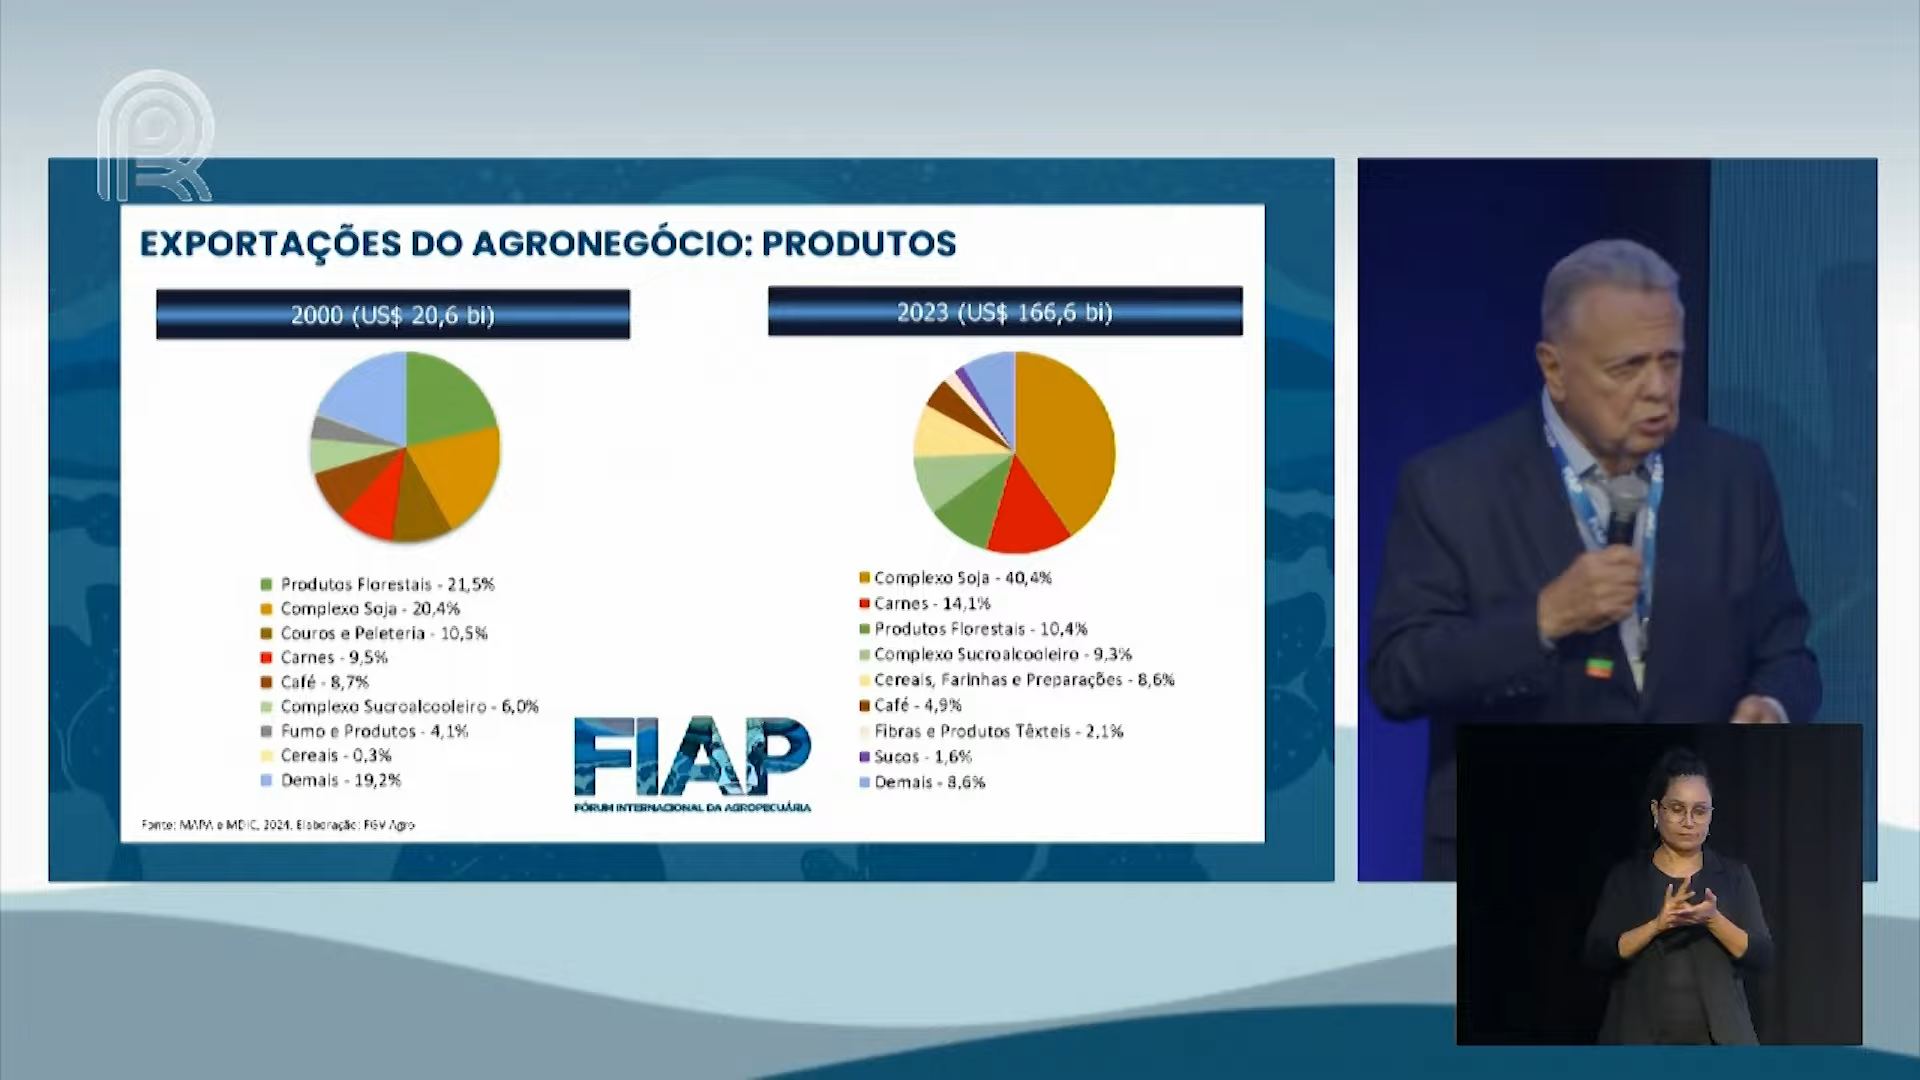 EXPORTAÇÕES DO AGRONEGÓCIO: PRODUTOS
2000 (US$ 20,6 bi)
Produtos Florestais - 21,5%
Complexo Soja - 20,4%
Couros e Peleteria - 10,5%
Carnes - 9,5%
Café - 8,7%
Complexo Sucroalcooleiro - 6,0%
Fumo e Produtos - 4,1%
Cereais - 0,3%
Demais - 19,2%
2023 (US$ 166,6 bi)
Complexo Soja - 40,4%
Carnes - 14,1%
Produtos Florestais - 10,4%
Complexo Sucroalcooleiro - 9,3%
Cereais, Farinhas e Preparações - 8,6%
Café - 4,9%
Fibras e Produtos Têxteis - 2,1%
Sucos - 1,6%
Demais - 8,6%
FIAP
FÓRUM INTERNACIONAL DA AGROPECUÁRIA
Fonte: MAPA e MDIC, 2024. Elaboração: FGV Agro